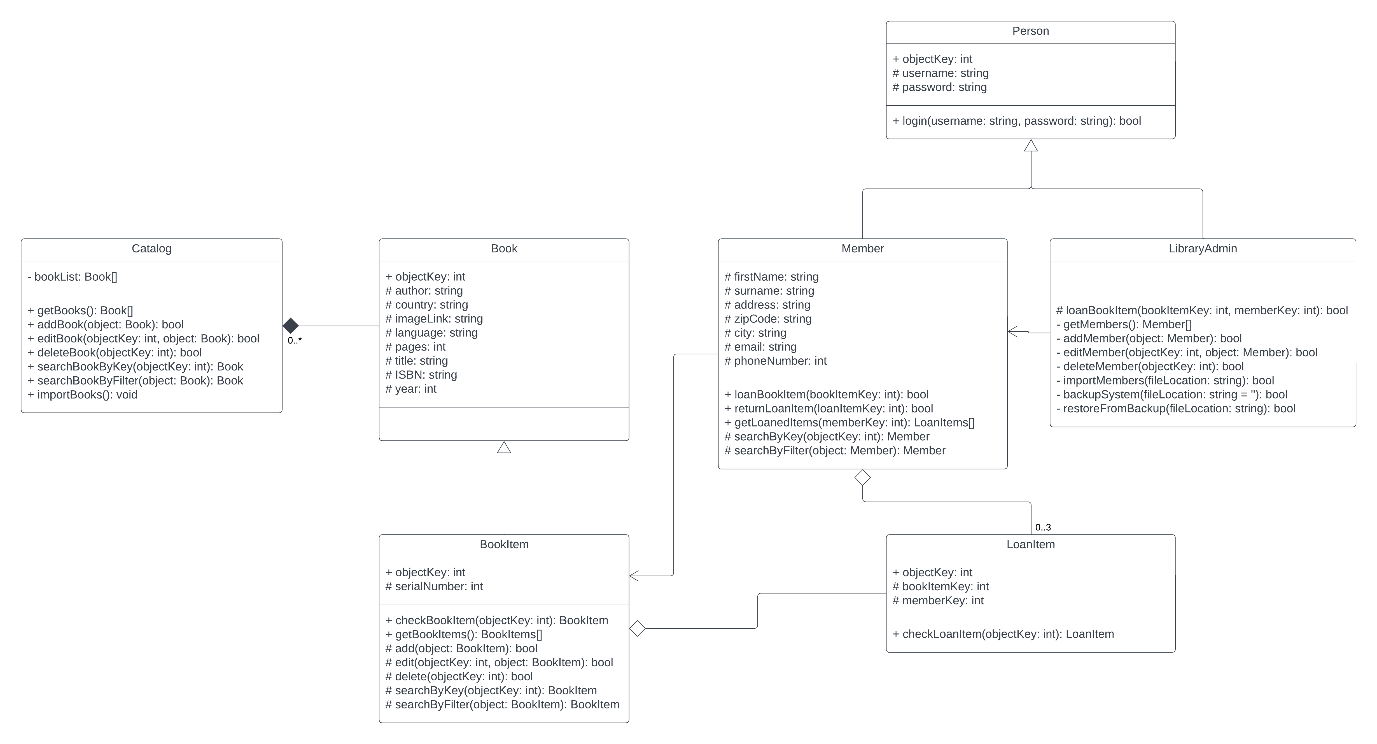 Person
+ objectKey: int
# username: string
# password: string
+ login(username: string, password: string): bool
Catalog
- bookList: Book[]
+ getBooks(): Book[]
+ addBook(object: Book): bool
+ editBook(objectKey: int, object: Book): bool
+ deleteBook(objectKey: int): bool
+ searchBookByKey(objectKey: int): Book
+ searchBookByFilter(object: Book): Book
+ importBooks(): void
0..*
Book
+ objectKey: int
# author: string
# country: string
# imageLink: string
# language: string
# pages: int
# title: string
# ISBN: string
# year: int
Member
# firstName: string
# surname: string
# address: string
# zipCode: string
# city: string
# email: string
# phoneNumber: int
+ loanBookItem(bookItemKey: int): bool
+ returnLoanItem(loanItemKey: int): bool
+ getLoanedItems(memberKey: int): LoanItems[]
# searchByKey(objectKey: int): Member
# searchByFilter(object: Member): Member
LibraryAdmin
# loanBookItem(bookItemKey: int, memberKey: int): bool
- getMembers(): Member[]
- addMember(object: Member): bool
- editMember(objectKey: int, object: Member): bool
- deleteMember(objectKey: int): bool
- importMembers(fileLocation: string): bool
- backupSystem(fileLocation: string = ''): bool
- restoreFromBackup(fileLocation: string): bool
BookItem
+ objectKey: int
# serialNumber: int
+ checkBookItem(objectKey: int): BookItem
+ getBookItems(): BookItems[]
# add(object: BookItem): bool
# edit(objectKey: int, object: BookItem): bool
# delete(objectKey: int): bool
# searchByKey(objectKey: int): BookItem
# searchByFilter(object: BookItem): BookItem
0..3
LoanItem
+ objectKey: int
# bookItemKey: int
# memberKey: int
+ checkLoanItem(objectKey: int): LoanItem